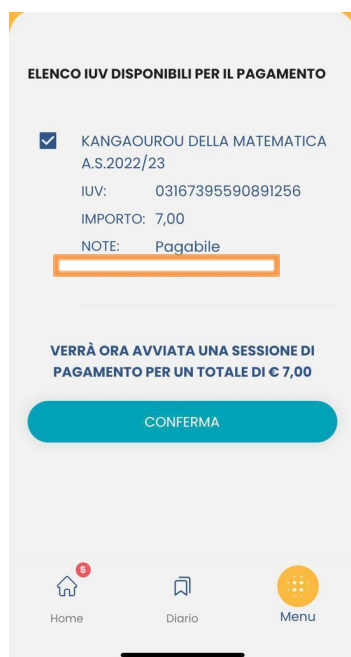 ELENCO IUV DISPONIBILI PER IL PAGAMENTO
KANGAOUROU DELLA MATEMATICA
A.S.2022/23
IUV: 03167395590891256
IMPORTO: 7,00
NOTE: Pagabile
VERRÀ ORA AVVIATA UNA SESSIONE DI
PAGAMENTO PER UN TOTALE DI € 7,00
CONFERMA
5
Home Diario Menu